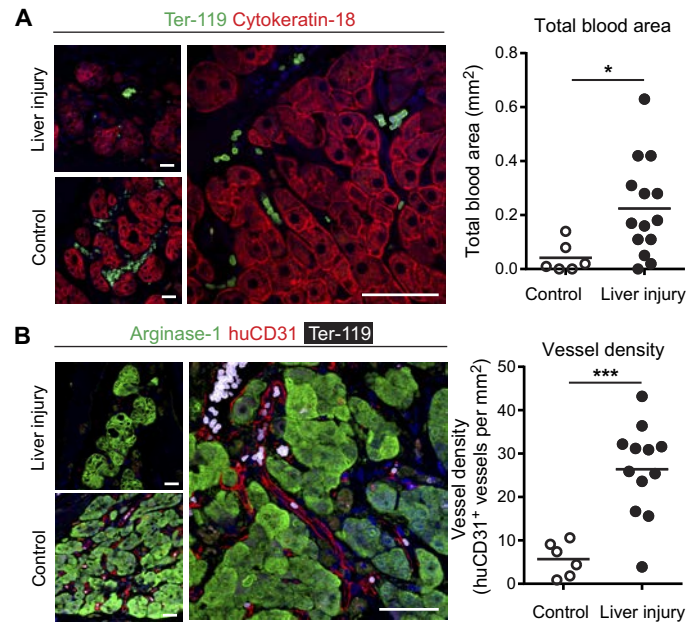 A
Ter-119 Cytokeratin-18
Liver injury
Control
Total blood area
Total blood area (mm²)
0.8
0.6
0.4
0.2
0.0
*
Control Liver injury
B
Arginase-1 huCD31 Ter-119
Liver injury
Control
Vessel density
Vessel density
(huCD31⁺ vessels per mm²)
50
40
30
20
10
0
***
Control Liver injury